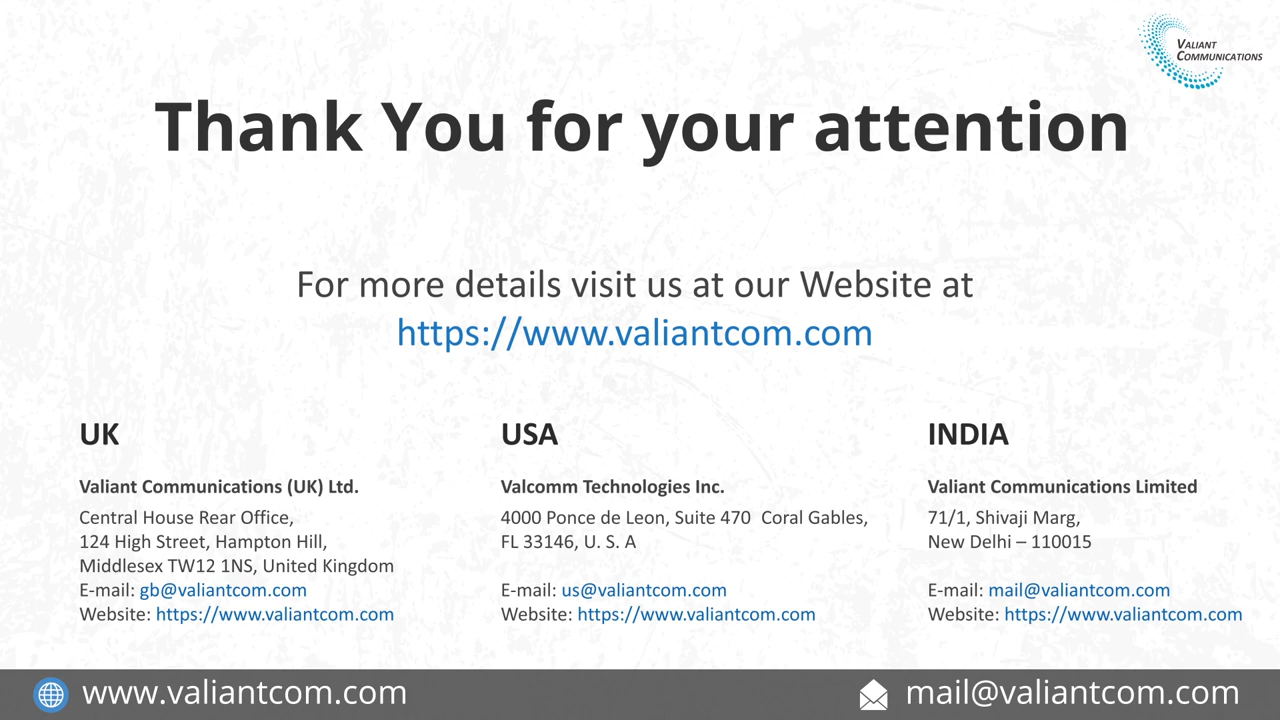 VALIANT
COMMUNICATIONS
Thank You for your attention
For more details visit us at our Website at
https://www.valiantcom.com
UK
Valiant Communications (UK) Ltd.
Central House Rear Office,
124 High Street, Hampton Hill,
Middlesex TW12 1NS, United Kingdom
E-mail: gb@valiantcom.com
Website: https://www.valiantcom.com
USA
Valcomm Technologies Inc.
4000 Ponce de Leon, Suite 470  Coral Gables,
FL 33146, U. S. A
E-mail: us@valiantcom.com
Website: https://www.valiantcom.com
INDIA
Valiant Communications Limited
71/1, Shivaji Marg,
New Delhi – 110015
E-mail: mail@valiantcom.com
Website: https://www.valiantcom.com
www.valiantcom.com
mail@valiantcom.com